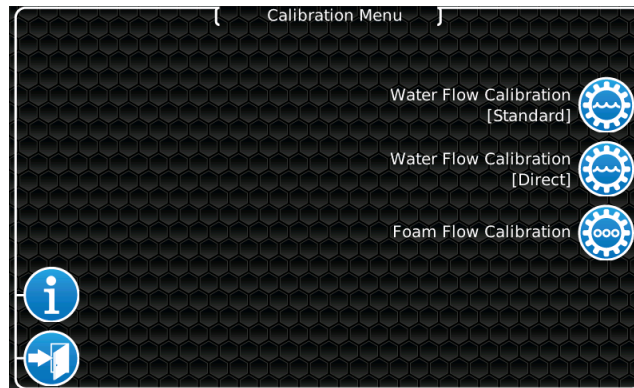 Calibration Menu
Water Flow Calibration
[Standard]
Water Flow Calibration
[Direct]
Foam Flow Calibration
i